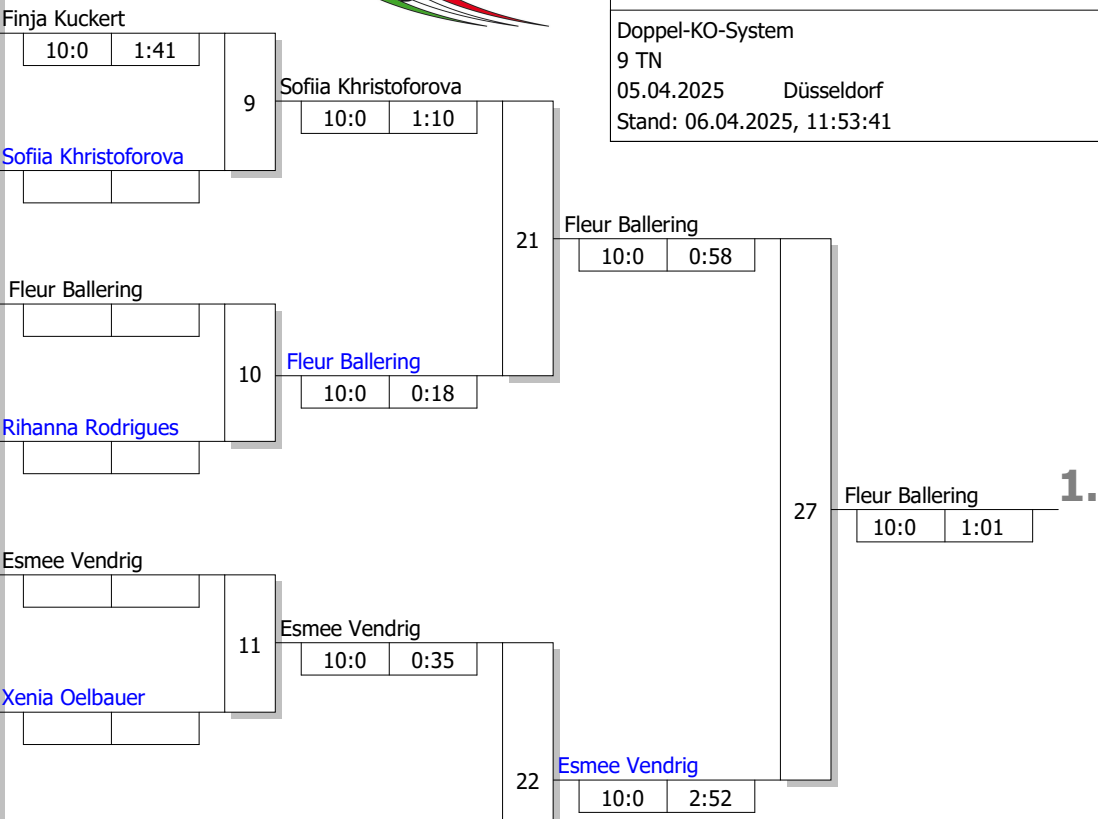 Finja Kuckert
10:0 1:41
Doppel-KO-System
9 TN
05.04.2025 Düsseldorf
Stand: 06.04.2025, 11:53:41
9
Sofiia Khristoforova
10:0 1:10
Sofiia Khristoforova
21
Fleur Ballering
10:0 0:58
Fleur Ballering
10
Fleur Ballering
10:0 0:18
Rihanna Rodrigues
27
Fleur Ballering
1.
10:0 1:01
Esmee Vendrig
11
Esmee Vendrig
10:0 0:35
Xenia Oelbauer
22
Esmee Vendrig
10:0 2:52